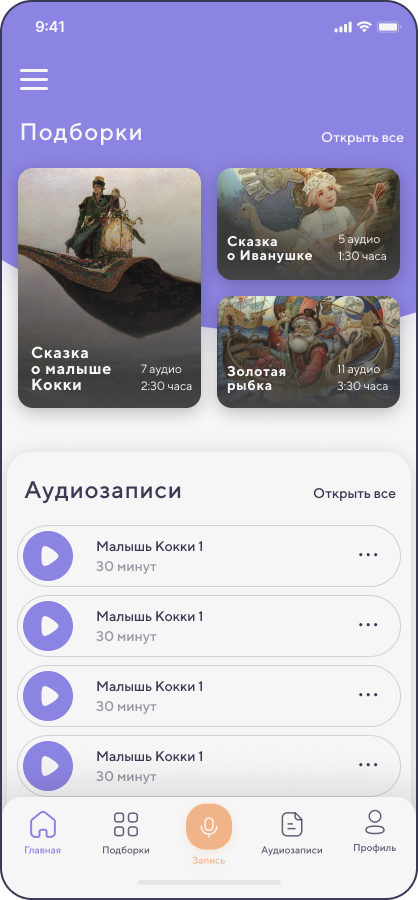 9:41
Подборки
Открыть все
Сказка
о малыше
Кокки
7 аудио
2:30 часа
Сказка
о Иванушке
5 аудио
1:30 часа
Золотая
рыбка
11 аудио
3:30 часа
Аудиозаписи
Открыть все
Малышь Кокки 1
30 минут
Малышь Кокки 1
30 минут
Малышь Кокки 1
30 минут
Малышь Кокки 1
30 минут
Главная
Подборки
Запись
Аудиозаписи
Профиль